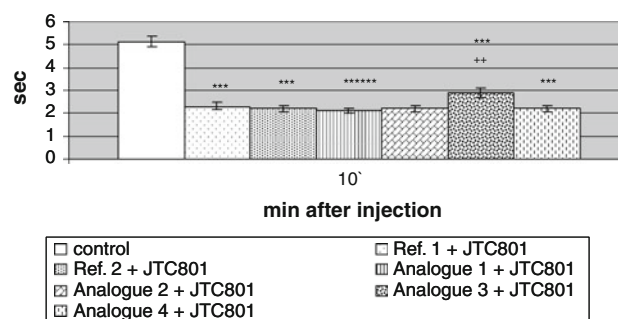 6
5
4
3
2
1
0
sec
***
***
******
***
++
***
10`
min after injection
control
Ref. 1 + JTC801
Ref. 2 + JTC801
Analogue 1 + JTC801
Analogue 2 + JTC801
Analogue 3 + JTC801
Analogue 4 + JTC801